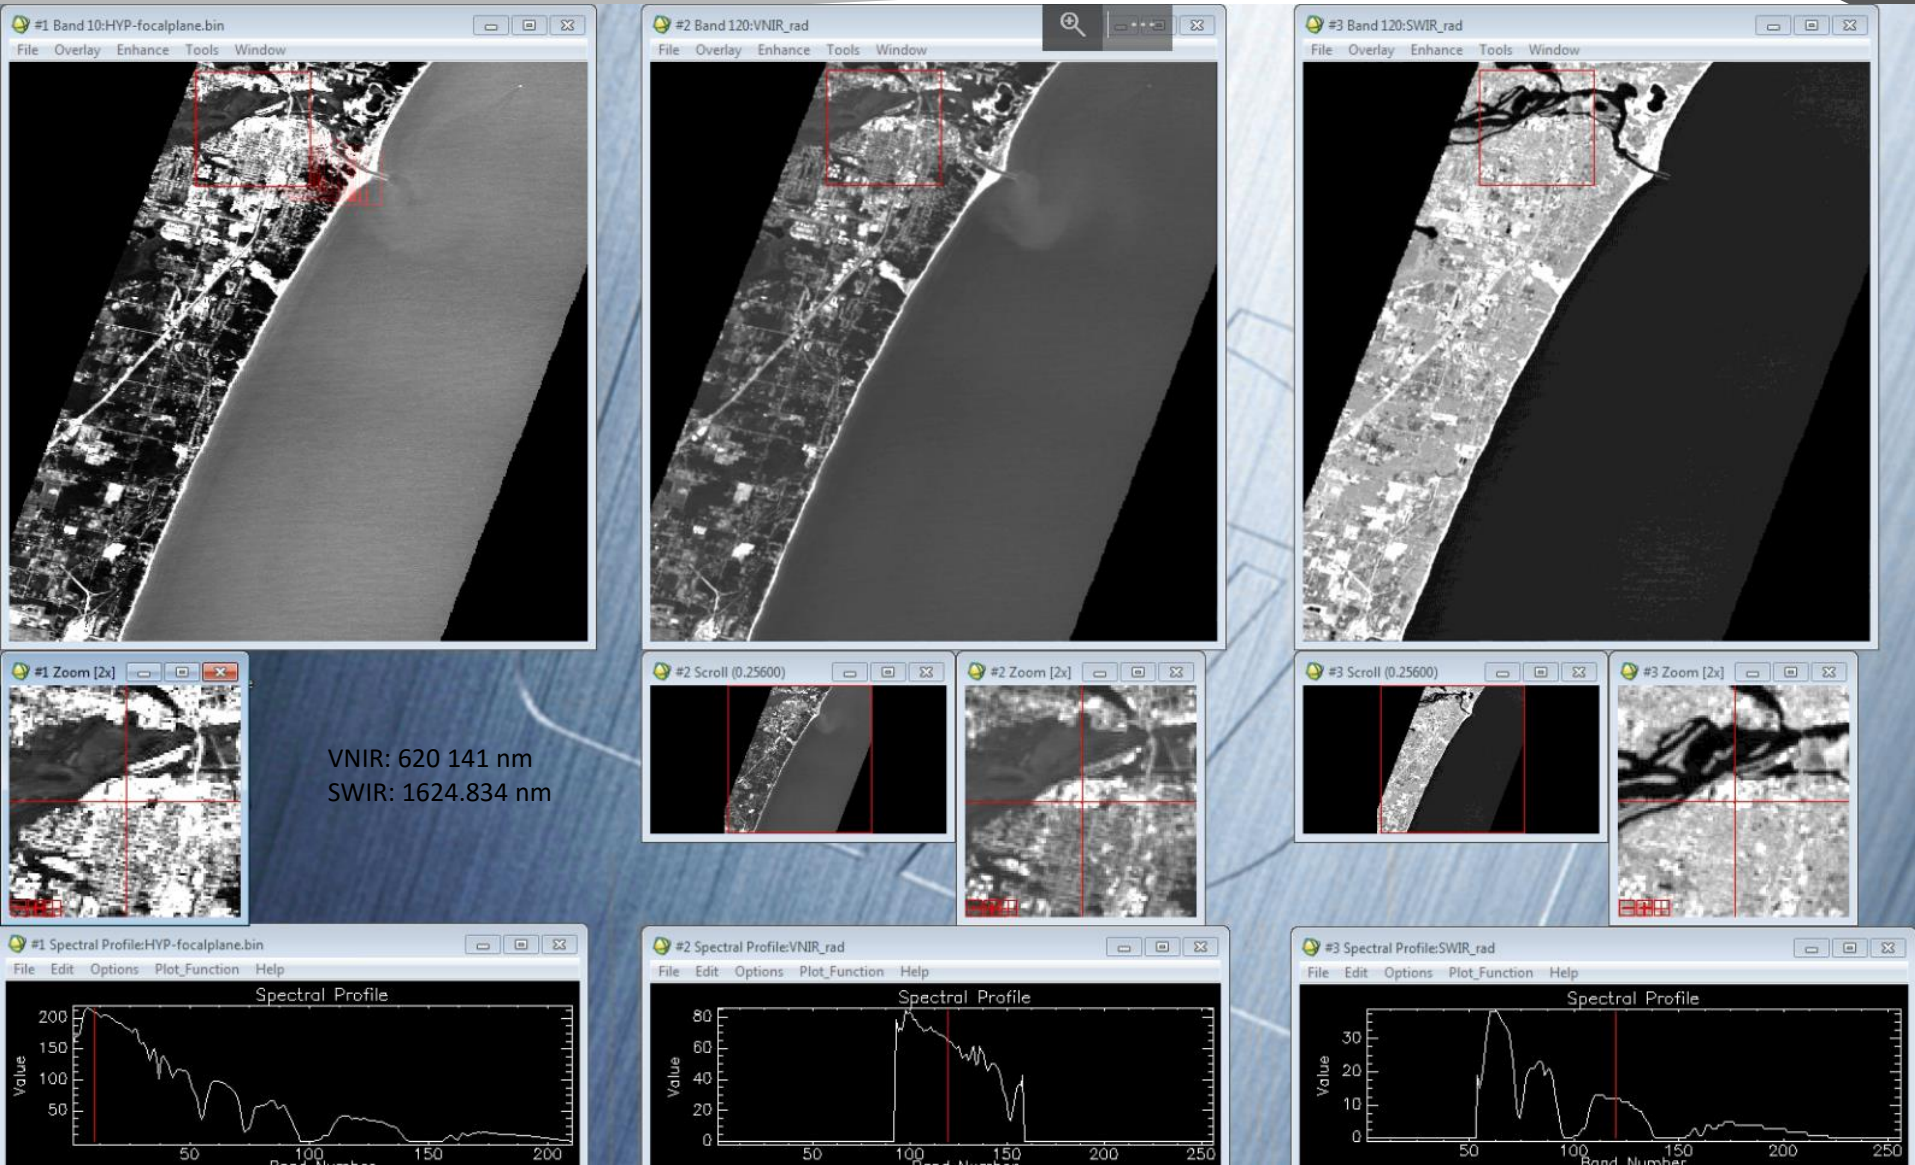 #1 Band 10:HYP-focalplane.bin
File Overlay Enhance Tools Window
#2 Band 120:VNIR_rad
File Overlay Enhance Tools Window
#3 Band 120:SWIR_rad
File Overlay Enhance Tools Window
#1 Zoom [2x]
VNIR: 620 141 nm
SWIR: 1624.834 nm
#2 Scroll (0.25600)
#2 Zoom [2x]
#3 Scroll (0.25600)
#3 Zoom [2x]
#1 Spectral Profile:HYP-focalplane.bin
File Edit Options Plot_Function Help
Spectral Profile
200
150
100
50
Value
50 100 150 200
Band Number
#2 Spectral Profile:VNIR_rad
File Edit Options Plot_Function Help
Spectral Profile
80
60
40
20
0
Value
50 100 150 200 250
Band Number
#3 Spectral Profile:SWIR_rad
File Edit Options Plot_Function Help
Spectral Profile
30
20
10
0
Value
50 100 150 200 250
Band Number